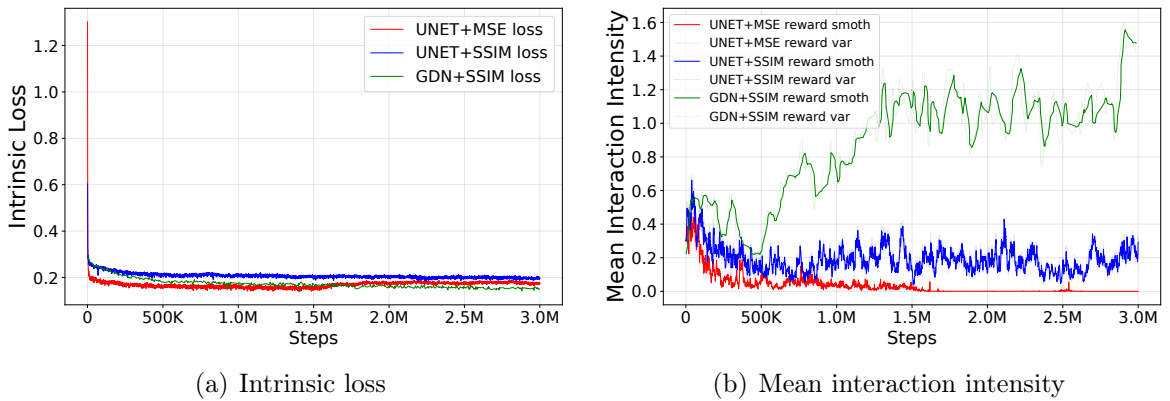 Intrinsic Loss
1.2
1.0
0.8
0.6
0.4
0.2
UNET+MSE loss
UNET+SSIM loss
GDN+SSIM loss
0
500K
1.0M
1.5M
2.0M
2.5M
3.0M
Steps
(a) Intrinsic loss
Mean Interaction Intensity
1.6
1.4
1.2
1.0
0.8
0.6
0.4
0.2
0.0
UNET+MSE reward smoth
UNET+MSE reward var
UNET+SSIM reward smoth
UNET+SSIM reward var
GDN+SSIM reward smoth
GDN+SSIM reward var
0
500K
1.0M
1.5M
2.0M
2.5M
3.0M
Steps
(b) Mean interaction intensity